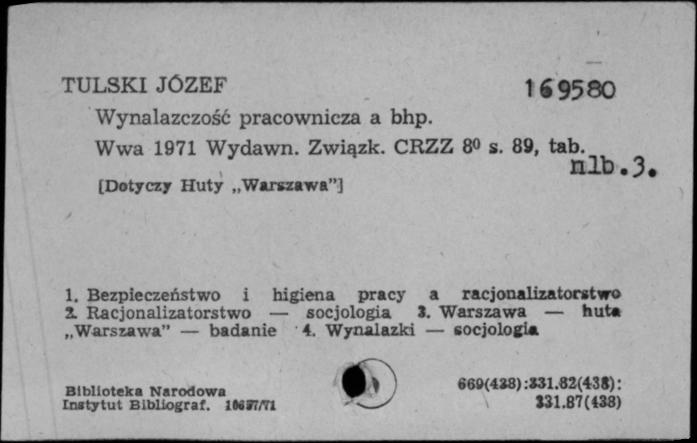 TULSKI JÓZEF 169580
Wynalazczość pracownicza a bhp.
Wwa 1971 Wydawn. Związk. CRZZ 8⁰ s. 89, tab.
nlb.3.
[Dotyczy Huty „Warszawa”]
1. Bezpieczeństwo i higiena pracy a racjonalizatorstwo
2. Racjonalizatorstwo — socjologia 3. Warszawa — huta
„Warszawa” — badanie 4. Wynalazki — socjologia
Biblioteka Narodowa 669(438):331.82(438):
Instytut Bibliograf. 331.87(438)